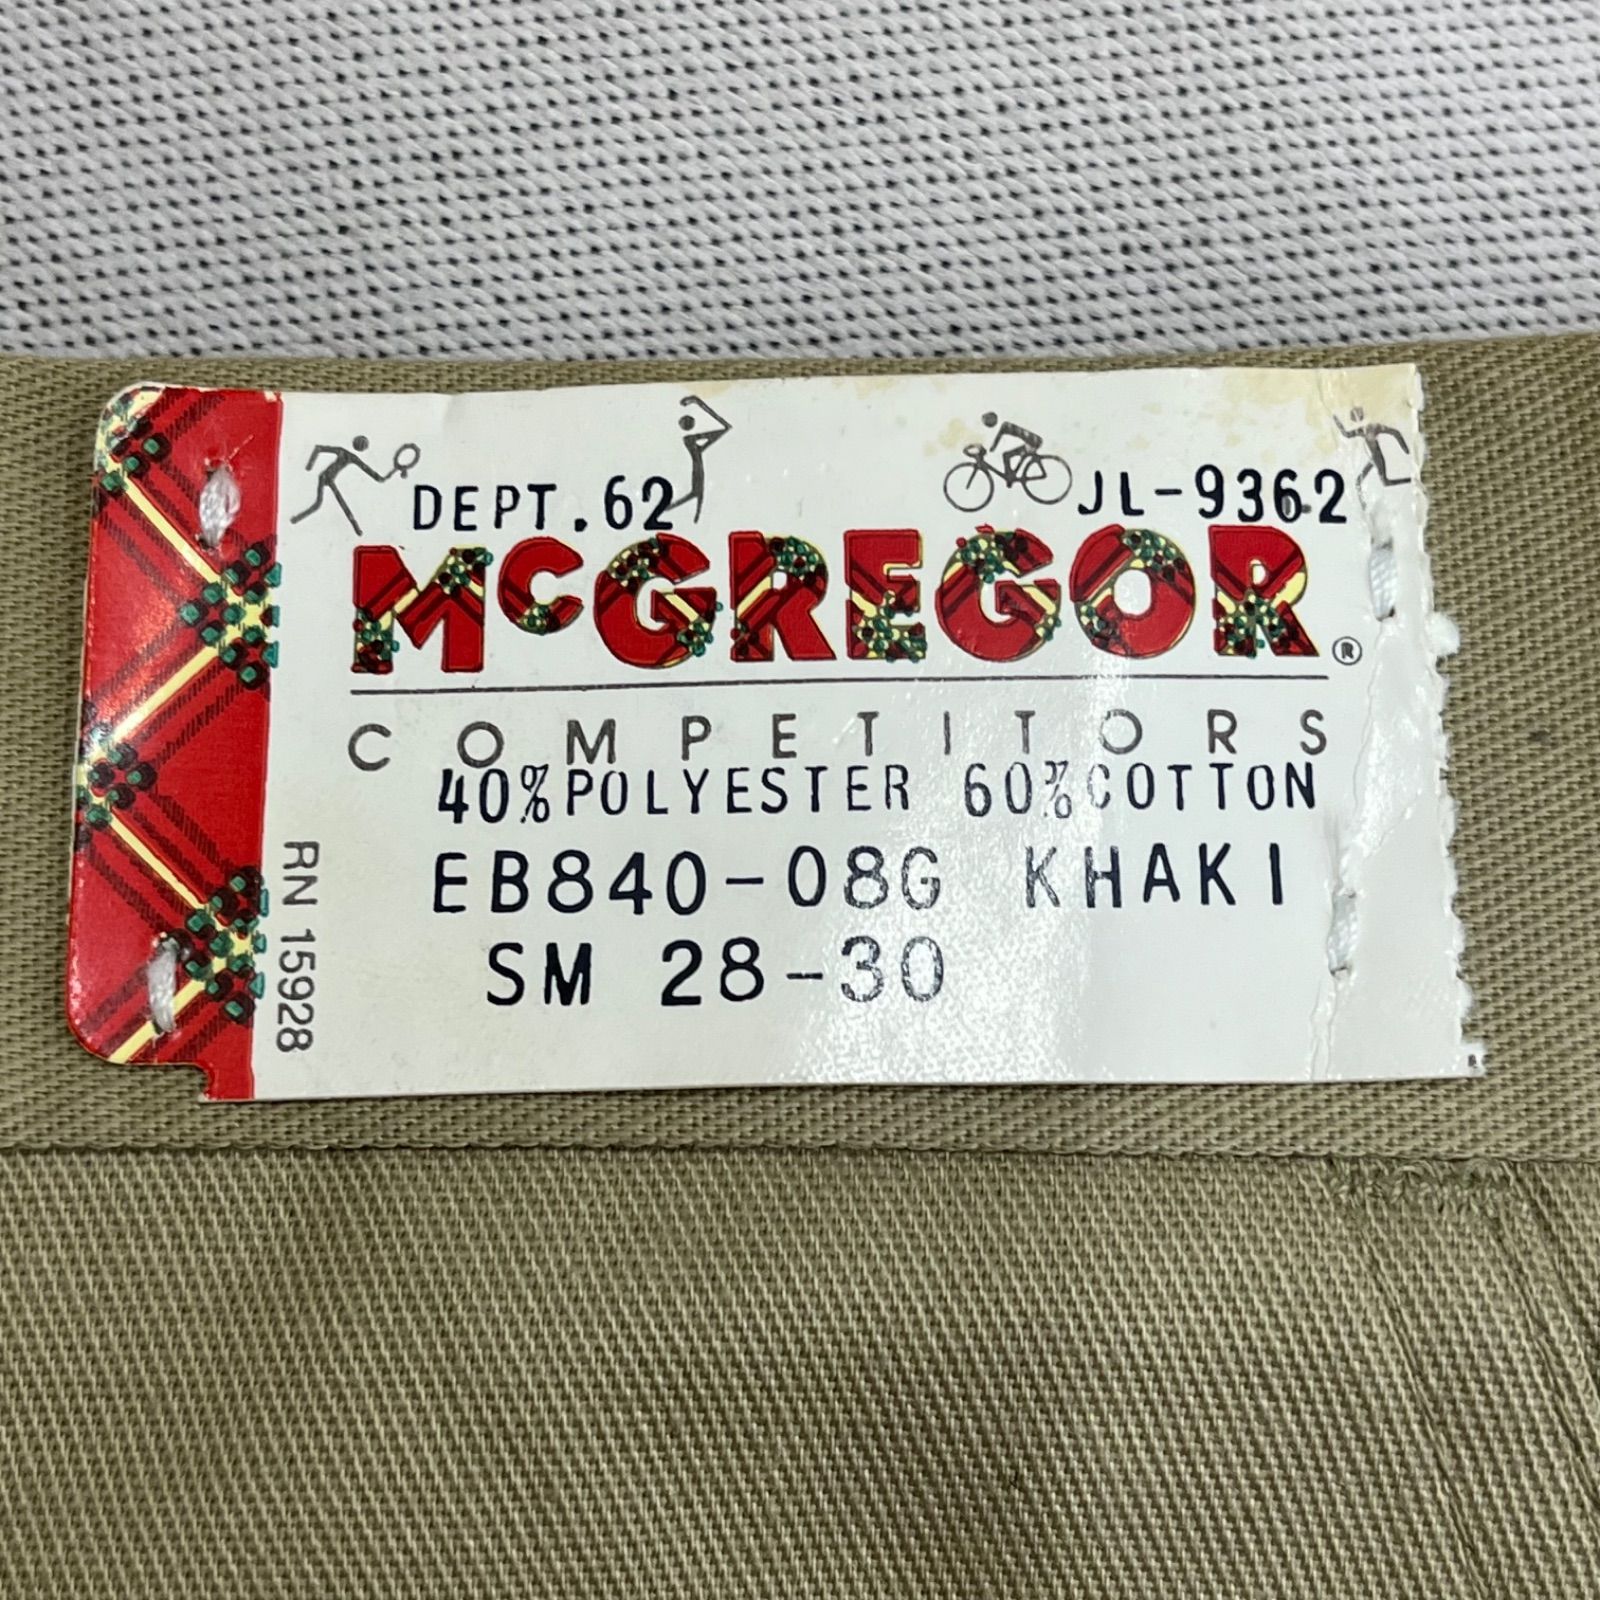 DEPT.62 JL-9362
McGREGOR®
COMPETITORS
40%POLYESTER 60%COTTON
EB840-08G KHAKI
SM 28-30
RN 15928